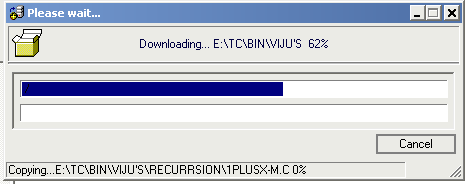 Please wait...
Downloading... E:\TC\BIN\VIJU'S 62%
Cancel
Copying...E:\TC\BIN\VIJU'S\RECURRSION\1PLUSX-M.C 0%